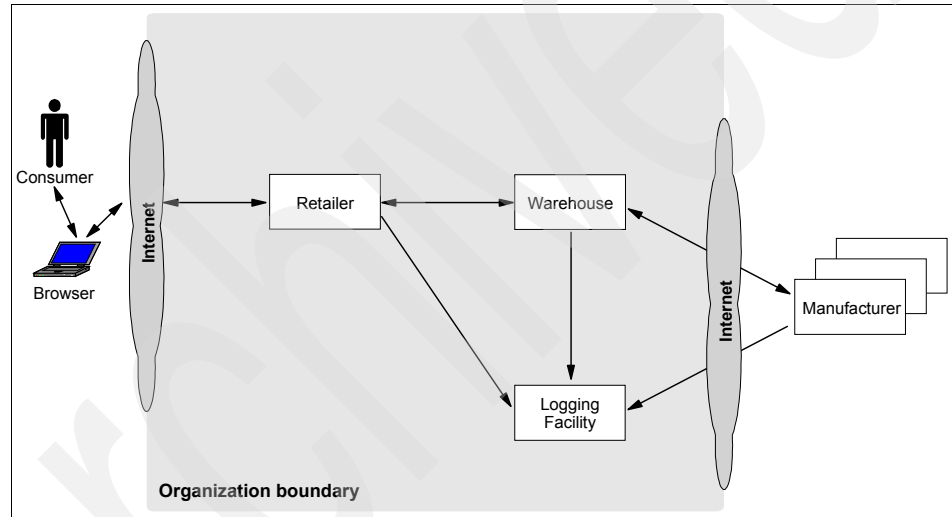 Consumer
Browser
Internet
Retailer
Warehouse
Logging
Facility
Internet
Manufacturer
Organization boundary